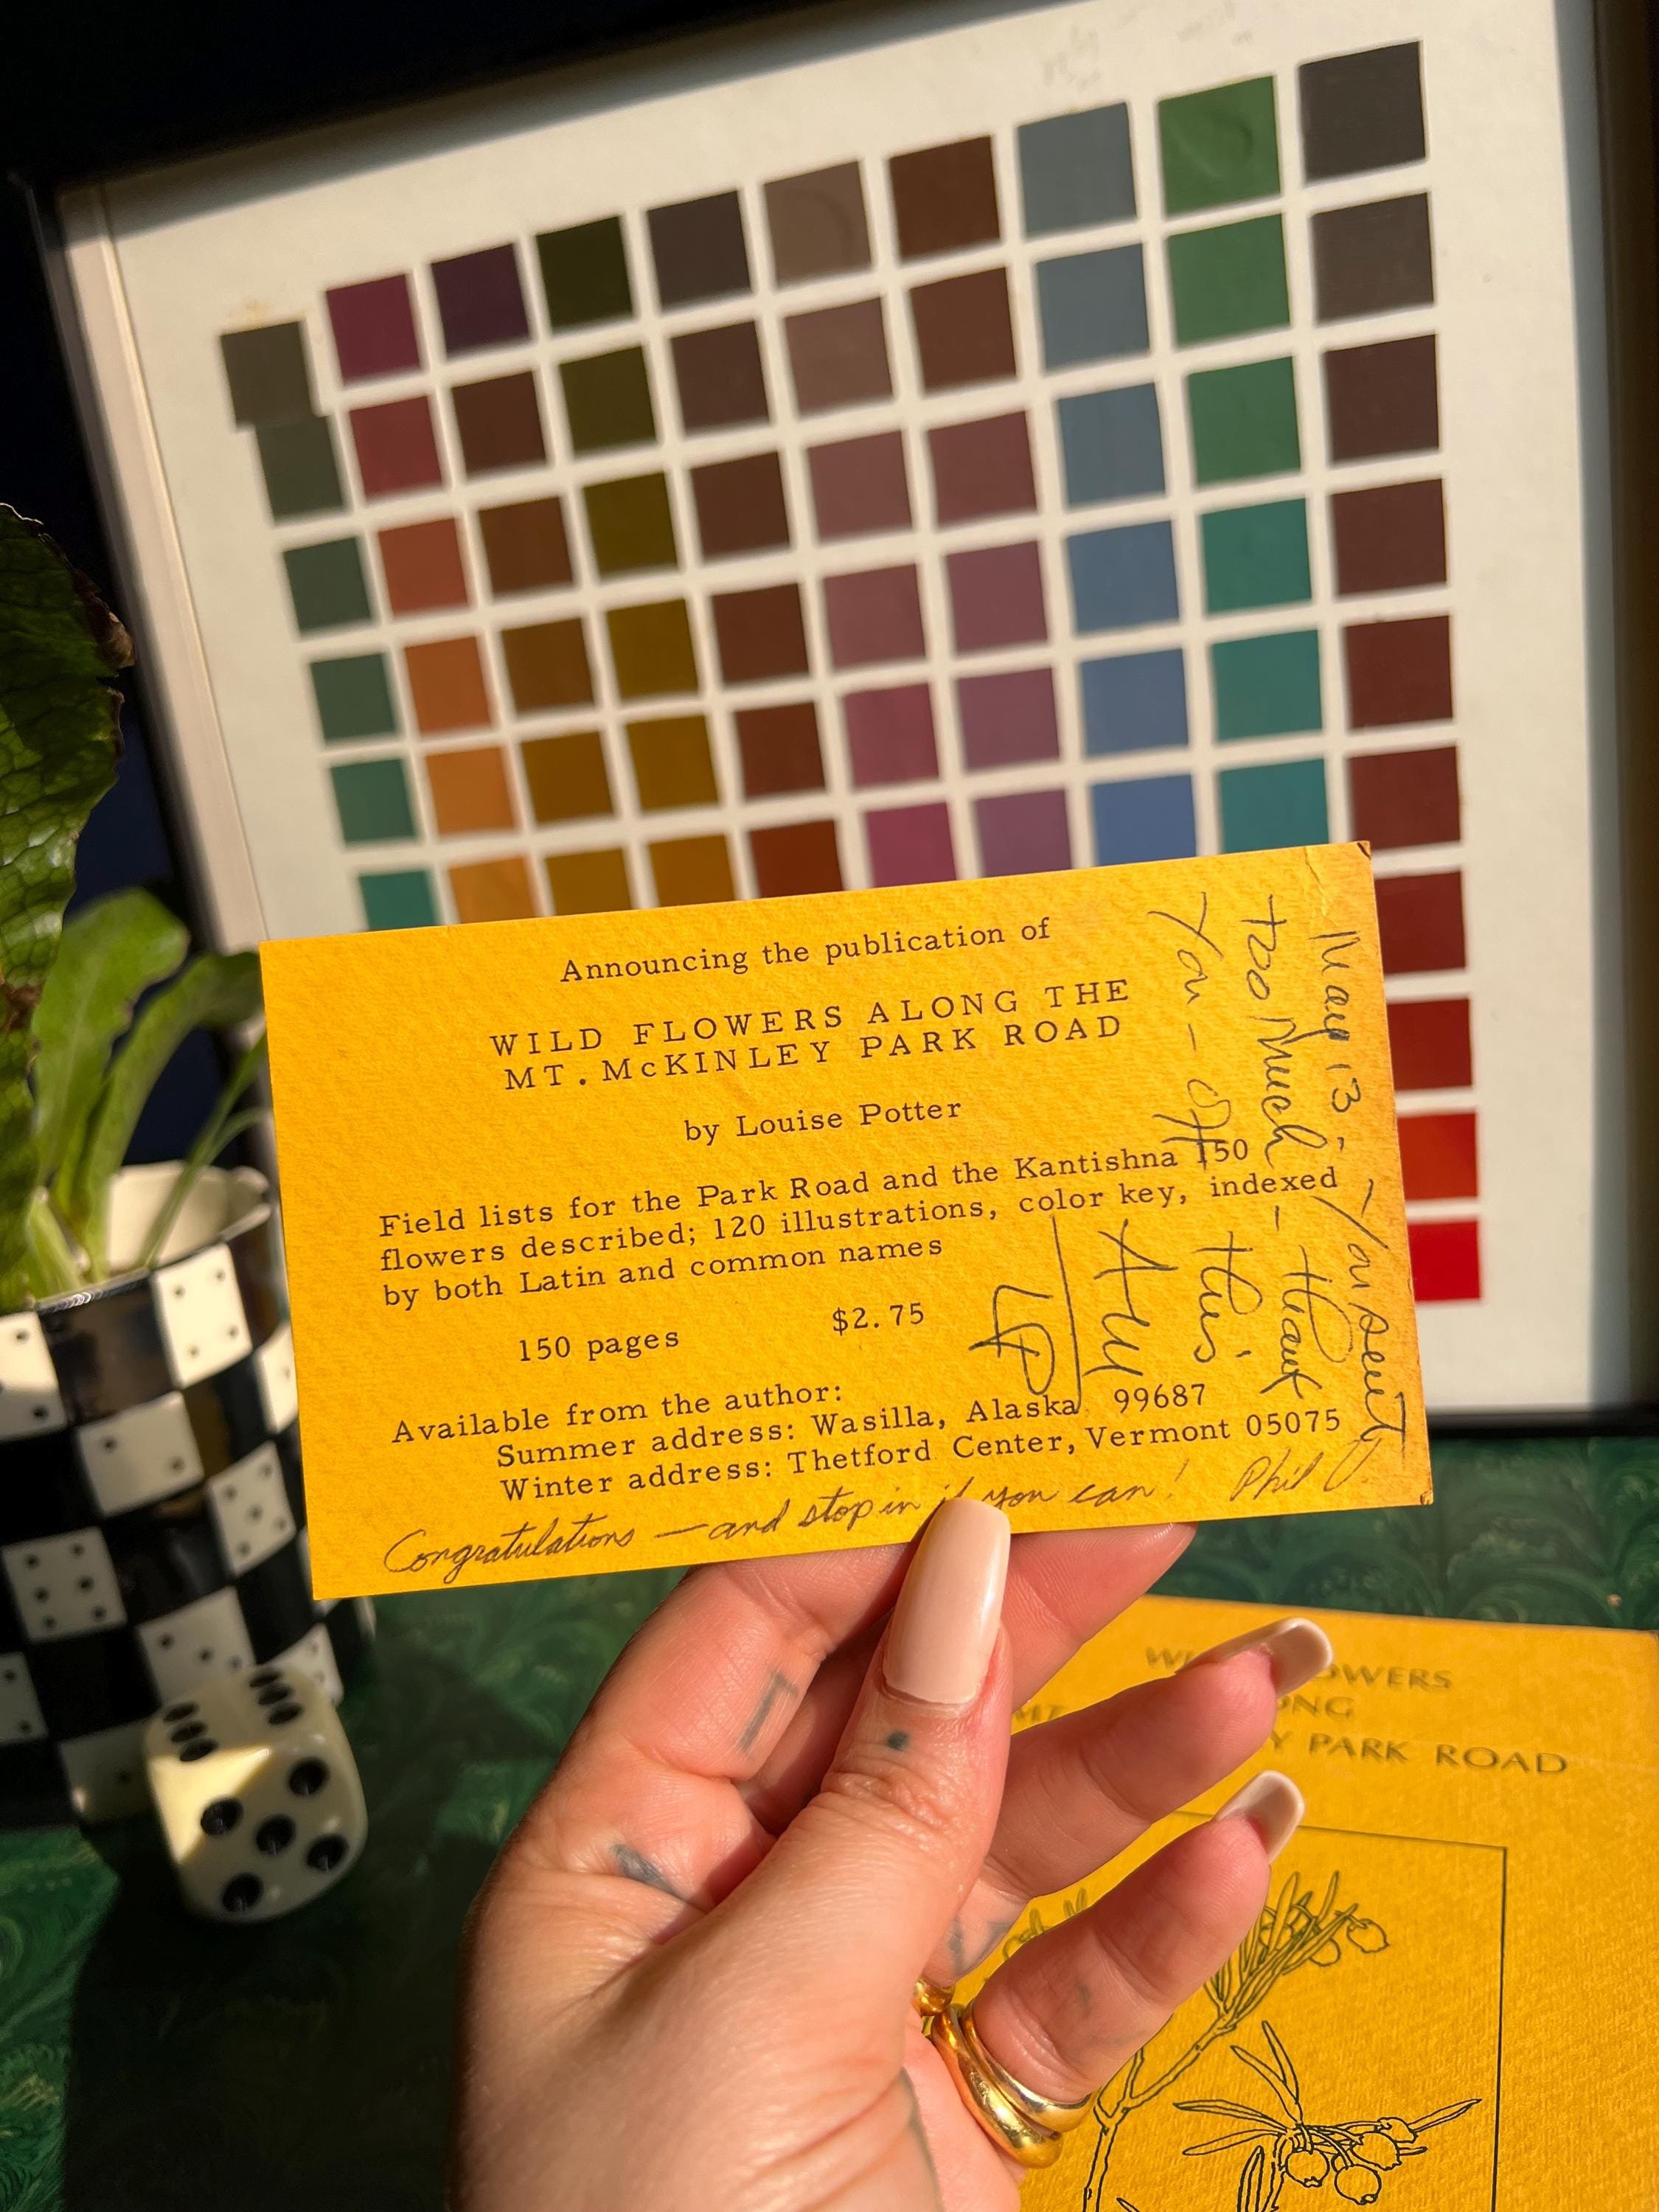 Announcing the publication of
WILD FLOWERS ALONG THE
MT. McKINLEY PARK ROAD
by Louise Potter
Field lists for the Park Road and the Kantishna 150
flowers described; 120 illustrations, color key, indexed
by both Latin and common names
150 pages $2.75
Available from the author:
Summer address: Wasilla, Alaska 99687
Winter address: Thetford Center, Vermont 05075
Congratulations — and stop in if you can! Phil
May 13 - You sent
too much - thank
you - this
LP
WERS
ONG
Y PARK ROAD